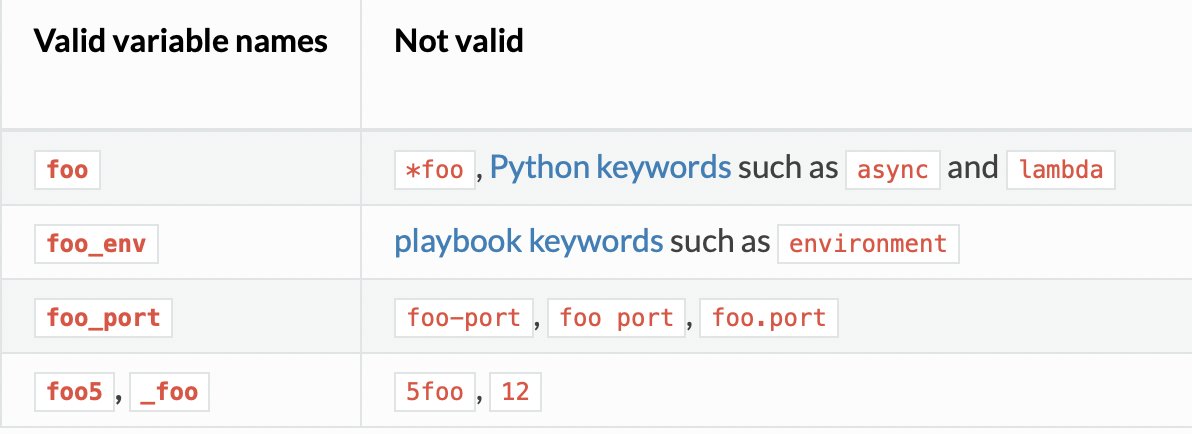 Valid variable names Not valid
foo *foo, Python keywords such as async and lambda
foo_env playbook keywords such as environment
foo_port foo-port, foo port, foo.port
foo5, _foo 5foo, 12